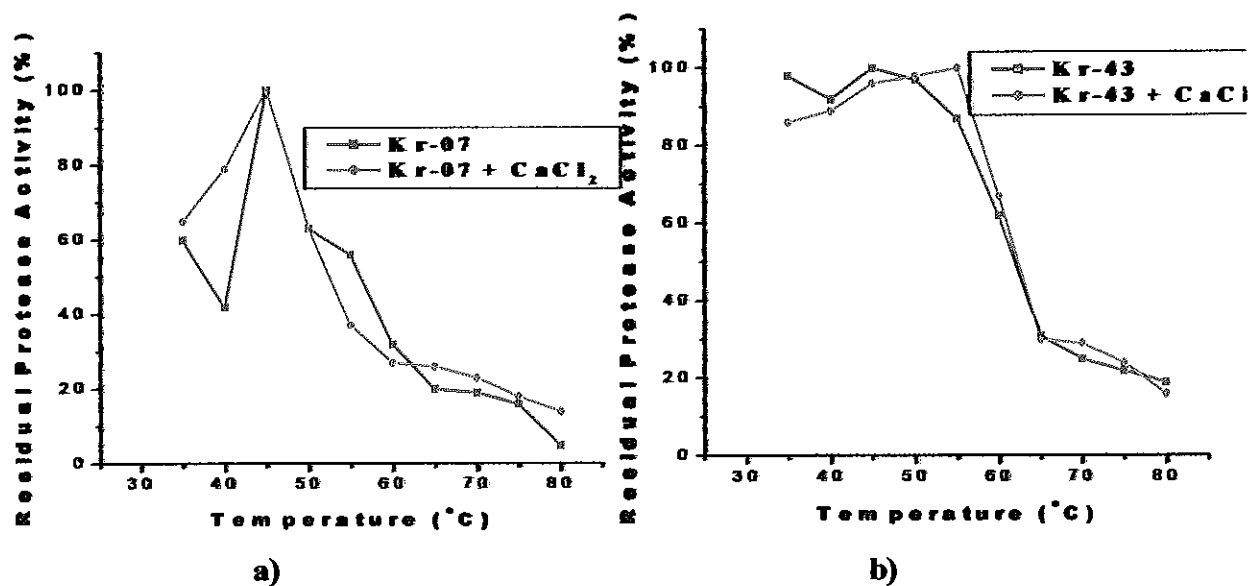 Residual Protease Activity (%)
100
80
60
40
20
0
Kr-07
Kr-07 + CaCl₂
30 40 50 60 70 80
Temperature (°C)
a)
Residual Protease Activity (%)
100
80
60
40
20
0
Kr-43
Kr-43 + CaCl
30 40 50 60 70 80
Temperature (°C)
b)